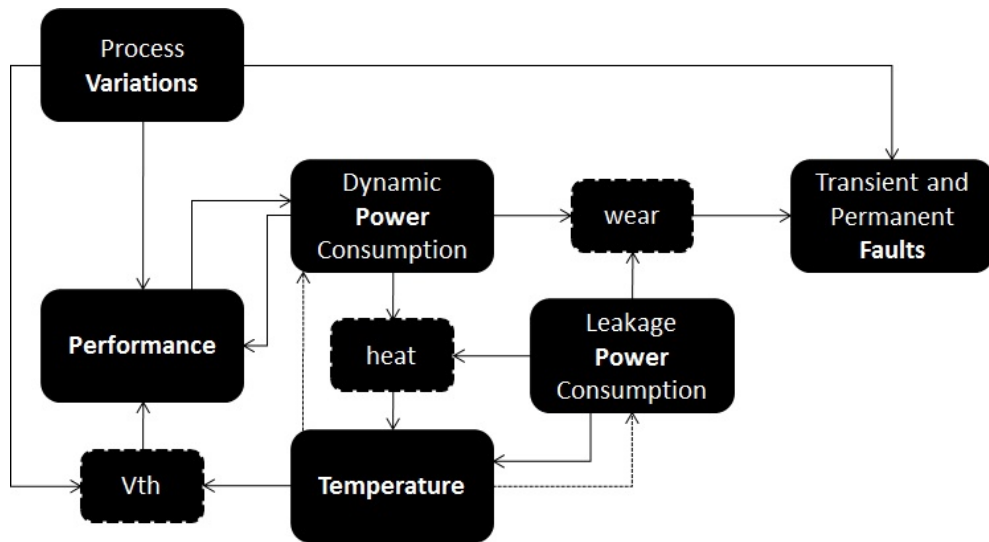 Process
Variations
Dynamic
Power
Consumption
wear
Transient and
Permanent
Faults
Performance
heat
Leakage
Power
Consumption
Vth
Temperature